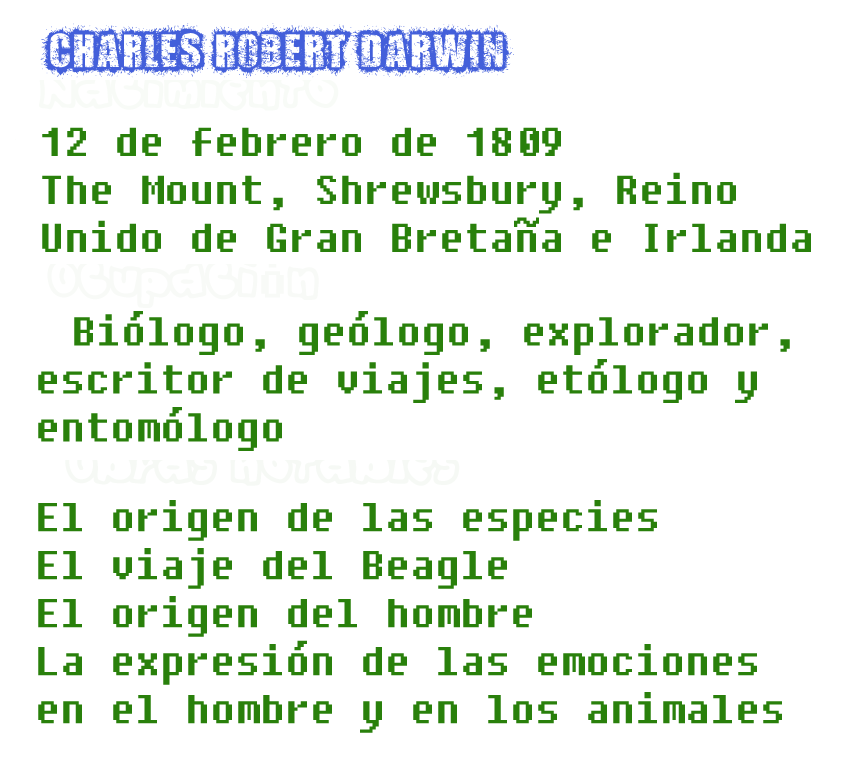 CHARLES ROBERT DARWIN
Nacimiento
12 de febrero de 1809
The Mount, Shrewsbury, Reino
Unido de Gran Bretaña e Irlanda
Ocupación
Biólogo, geólogo, explorador,
escritor de viajes, etólogo y
entomólogo
Obras notables
El origen de las especies
El viaje del Beagle
El origen del hombre
La expresión de las emociones
en el hombre y en los animales